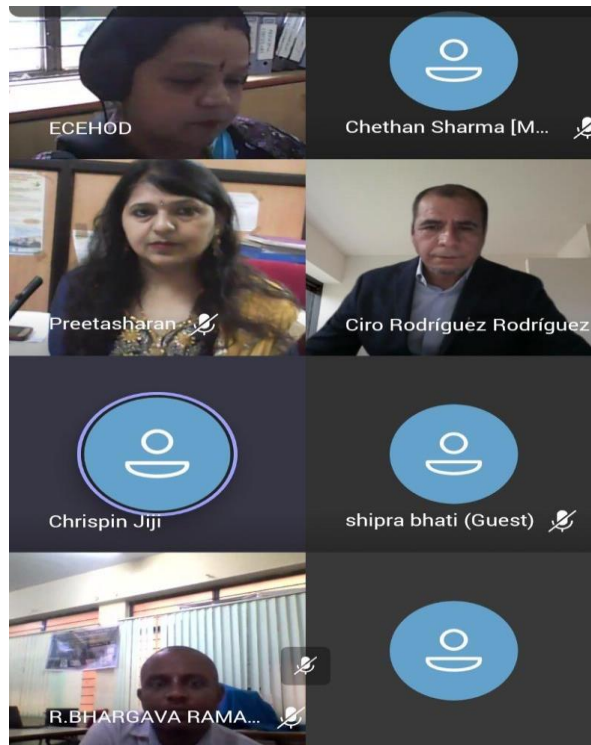 ECEHOD
Chethan Sharma [M...
Preetasharan
Ciro Rodríguez Rodríguez
Chrispin Jiji
shipra bhati (Guest)
R.BHARGAVA RAMA...